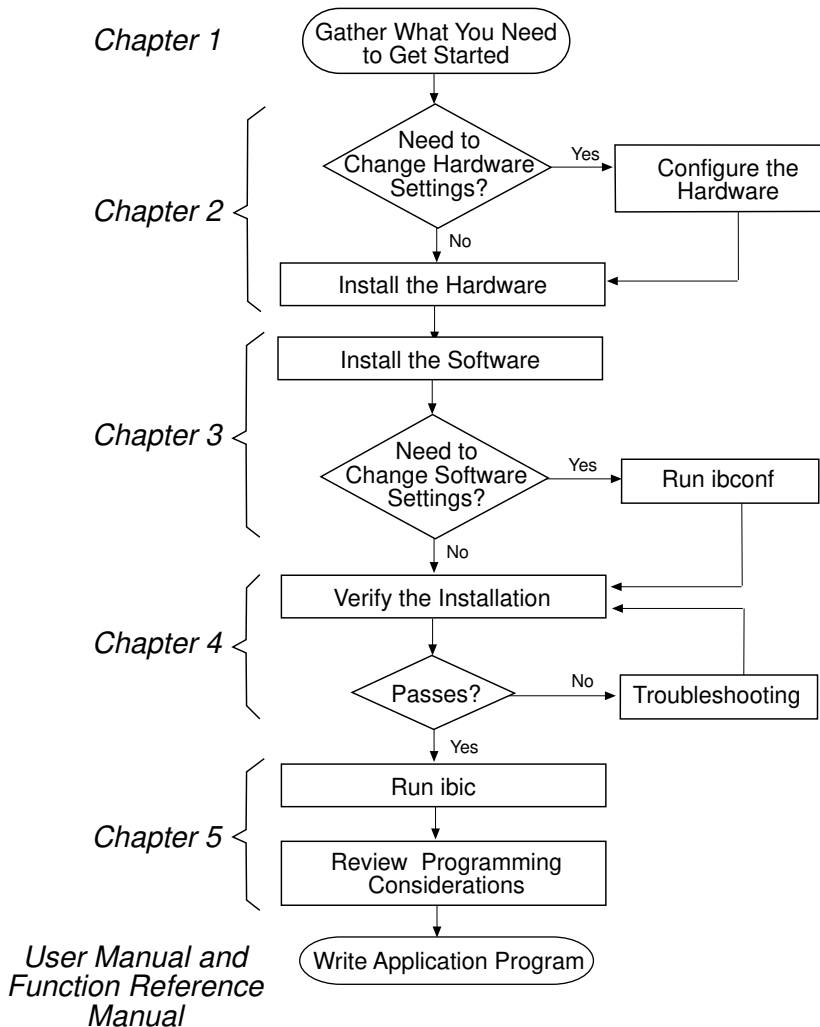 Chapter 1
Gather What You Need
to Get Started
Chapter 2
Need to
Change Hardware
Settings?
Yes
Configure the
Hardware
No
Install the Hardware
Chapter 3
Install the Software
Need to
Change Software
Settings?
Yes
Run ibconf
No
Chapter 4
Verify the Installation
Passes?
No
Troubleshooting
Yes
Chapter 5
Run ibic
Review Programming
Considerations
User Manual and
Function Reference
Manual
Write Application Program